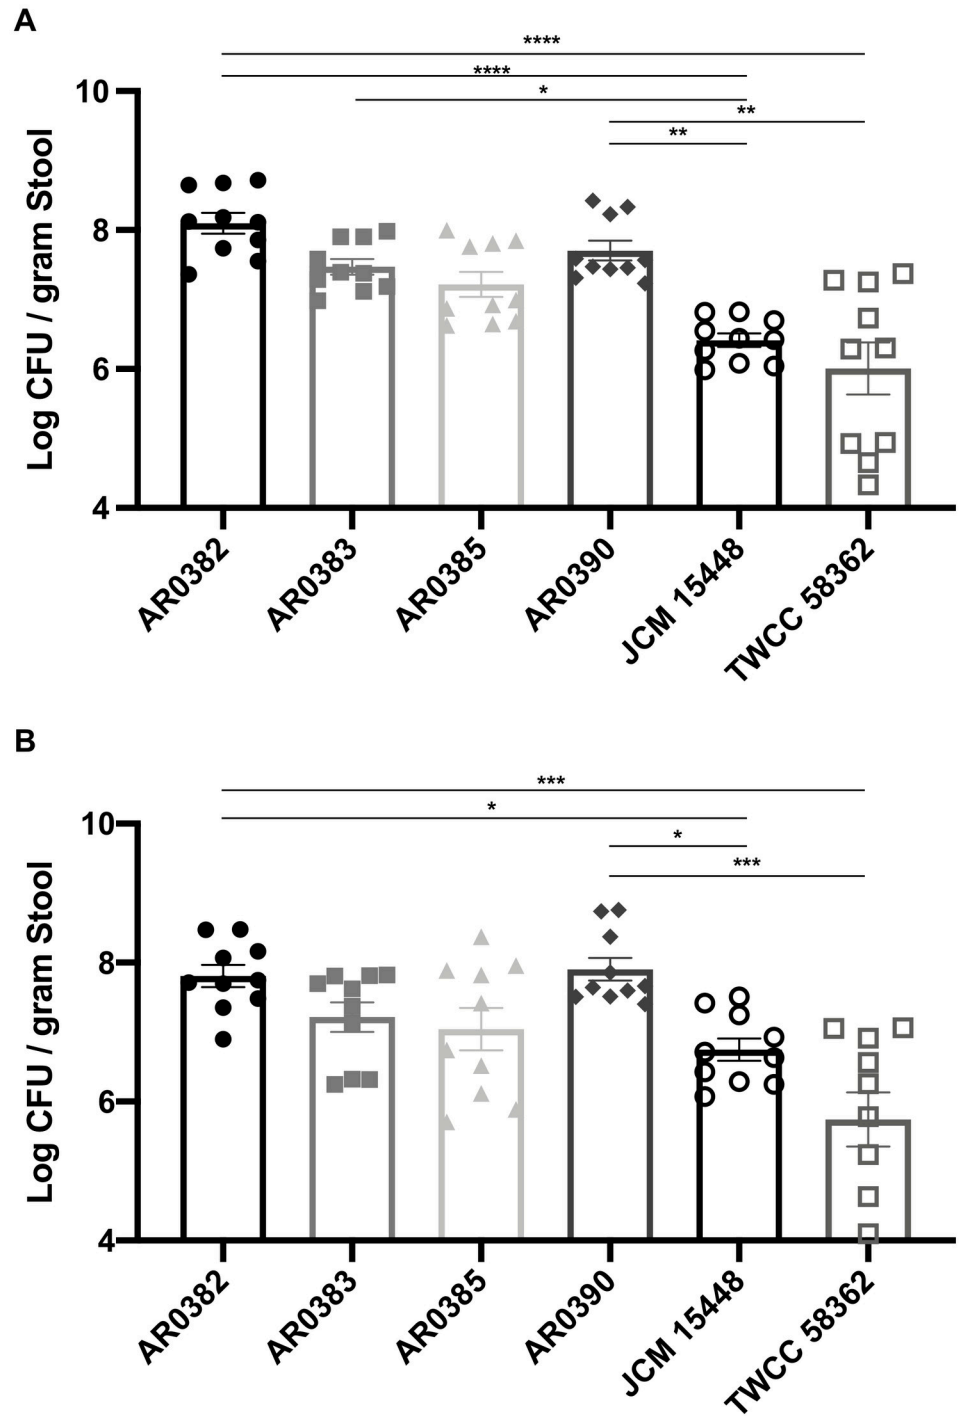 A
****
****
*
**
**
10
8
6
4
Log CFU / gram Stool
AR0382
AR0383
AR0385
AR0390
JCM 15448
TWCC 58362
B
***
*
*
***
10
8
6
4
Log CFU / gram Stool
AR0382
AR0383
AR0385
AR0390
JCM 15448
TWCC 58362